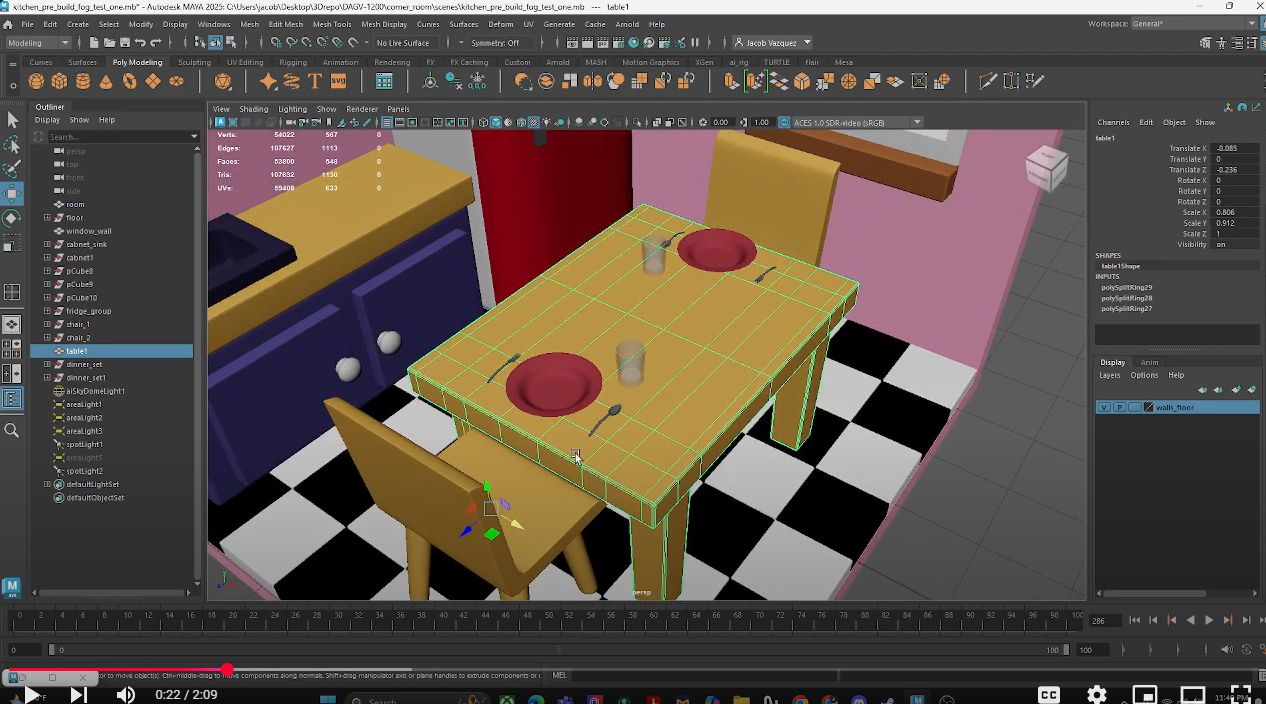 kitchen_pre_build_fog_test_one.mb* - Autodesk MAYA 2025: C:\Users\jacob\Desktop\3Drepo\DAGV-1200\corner_room\scenes\kitchen_pre_build_fog_test_one.mb --- table1
File Edit Create Select Modify Display Windows Mesh Edit Mesh Mesh Tools Mesh Display Curves Surfaces Deform UV Generate Cache Arnold Help Workspace: General*
Modeling No Live Surface Symmetry: Off Jacob Vazquez
Curves Surfaces Poly Modeling Sculpting UV Editing Rigging Animation Rendering FX FX Caching Custom Arnold MASH Motion Graphics XGen ai_rig TURTLE flair Mesa
SVG
0,0,0
Outliner
Display Show Help
Search...
persp
top
front
side
room
floor
window_wall
cabnet_sink
cabnet1
pCube8
pCube9
pCube10
fridge_group
chair_1
chair_2
table1
dinner_set
dinner_set1
aiSkyDomeLight1
areaLight1
areaLight2
areaLight3
spotLight1
areaLight5
spotLight2
defaultLightSet
defaultObjectSet
View Shading Lighting Show Renderer Panels
0.00 1.00 ACES 1.0 SDR-video (sRGB)
Verts: 54022 567 0
Edges: 107627 1113 0
Faces: 53800 548 0
Tris: 107632 1130 0
UVs: 59408 633 0
persp
Channels Edit Object Show
table1
Translate X -0.085
Translate Y 0
Translate Z -0.236
Rotate X 0
Rotate Y 0
Rotate Z 0
Scale X 0.806
Scale Y 0.912
Scale Z 1
Visibility on
SHAPES
table1Shape
INPUTS
polySplitRing29
polySplitRing28
polySplitRing27
Display Anim
Layers Options Help
V P walls_floor
0 2 4 6 8 10 12 14 16 18 20 22 24 26 28 30 32 34 36 38 40 42 44 46 48 50 52 54 56 58 60 62 64 66 68 70 72 74 76 78 80 82 84 86 88 90 92 94 96 98 100 286
0 0 100 100
move object(s). Ctrl+middle-drag to move components along normals. Shift+drag manipulator axis or plane handles to extrude components or MEL
0:22 / 2:09
Search
CC